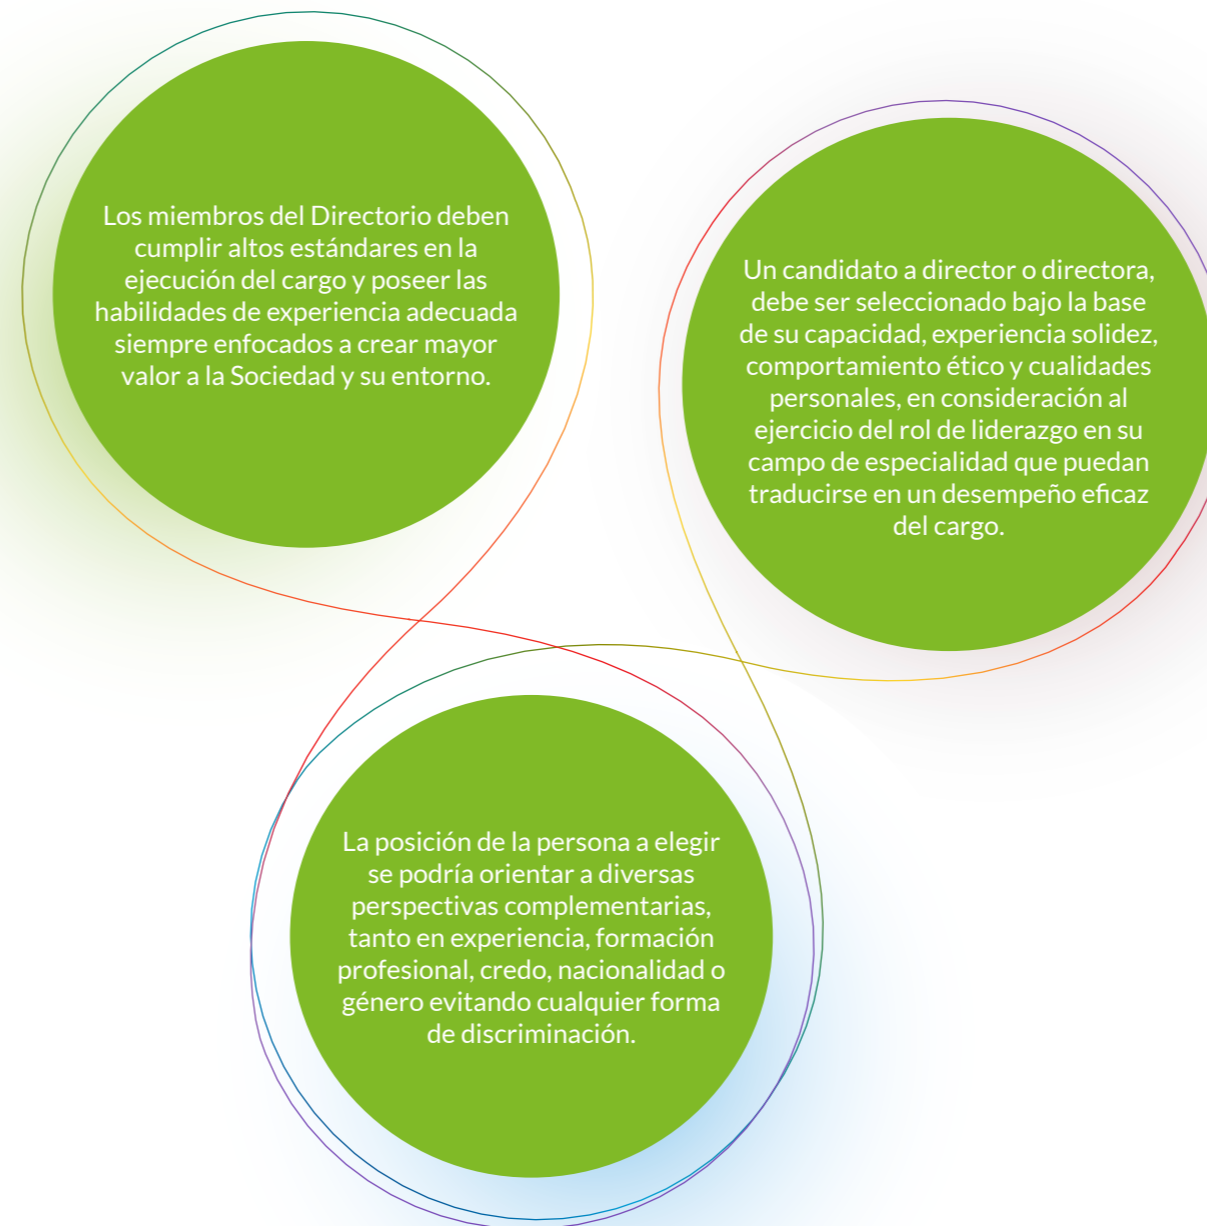 Los miembros del Directorio deben
cumplir altos estándares en la
ejecución del cargo y poseer las
habilidades de experiencia adecuada
siempre enfocados a crear mayor
valor a la Sociedad y su entorno.
Un candidato a director o directora,
debe ser seleccionado bajo la base
de su capacidad, experiencia solidez,
comportamiento ético y cualidades
personales, en consideración al
ejercicio del rol de liderazgo en su
campo de especialidad que puedan
traducirse en un desempeño eficaz
del cargo.
La posición de la persona a elegir
se podría orientar a diversas
perspectivas complementarias,
tanto en experiencia, formación
profesional, credo, nacionalidad o
género evitando cualquier forma
de discriminación.